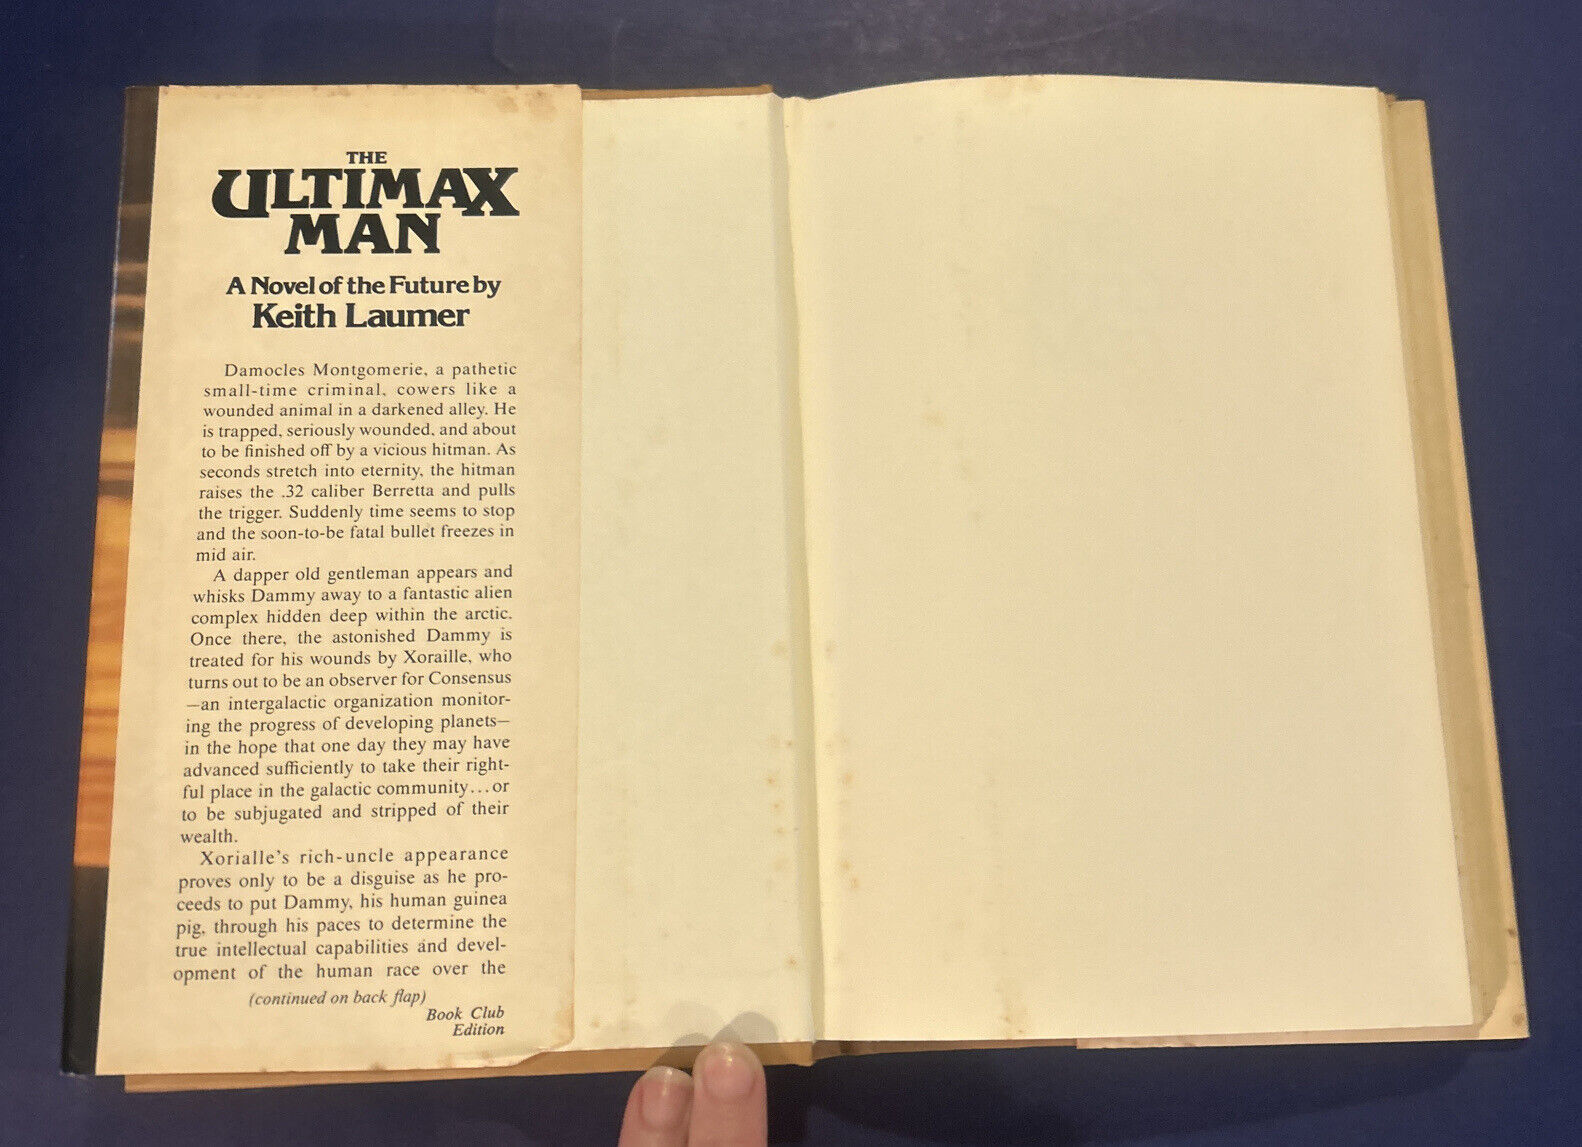 THE
ULTIMAX
MAN
A Novel of the Future by
Keith Laumer
Damocles Montgomerie, a pathetic
small-time criminal, cowers like a
wounded animal in a darkened alley. He
is trapped, seriously wounded, and about
to be finished off by a vicious hitman. As
seconds stretch into eternity, the hitman
raises the .32 caliber Berretta and pulls
the trigger. Suddenly time seems to stop
and the soon-to-be fatal bullet freezes in
mid air.
A dapper old gentleman appears and
whisks Dammy away to a fantastic alien
complex hidden deep within the arctic.
Once there, the astonished Dammy is
treated for his wounds by Xoraille, who
turns out to be an observer for Consensus
—an intergalactic organization monitor-
ing the progress of developing planets—
in the hope that one day they may have
advanced sufficiently to take their right-
ful place in the galactic community...or
to be subjugated and stripped of their
wealth.
Xorialle's rich-uncle appearance
proves only to be a disguise as he pro-
ceeds to put Dammy, his human guinea
pig, through his paces to determine the
true intellectual capabilities and devel-
opment of the human race over the
(continued on back flap)
Book Club
Edition